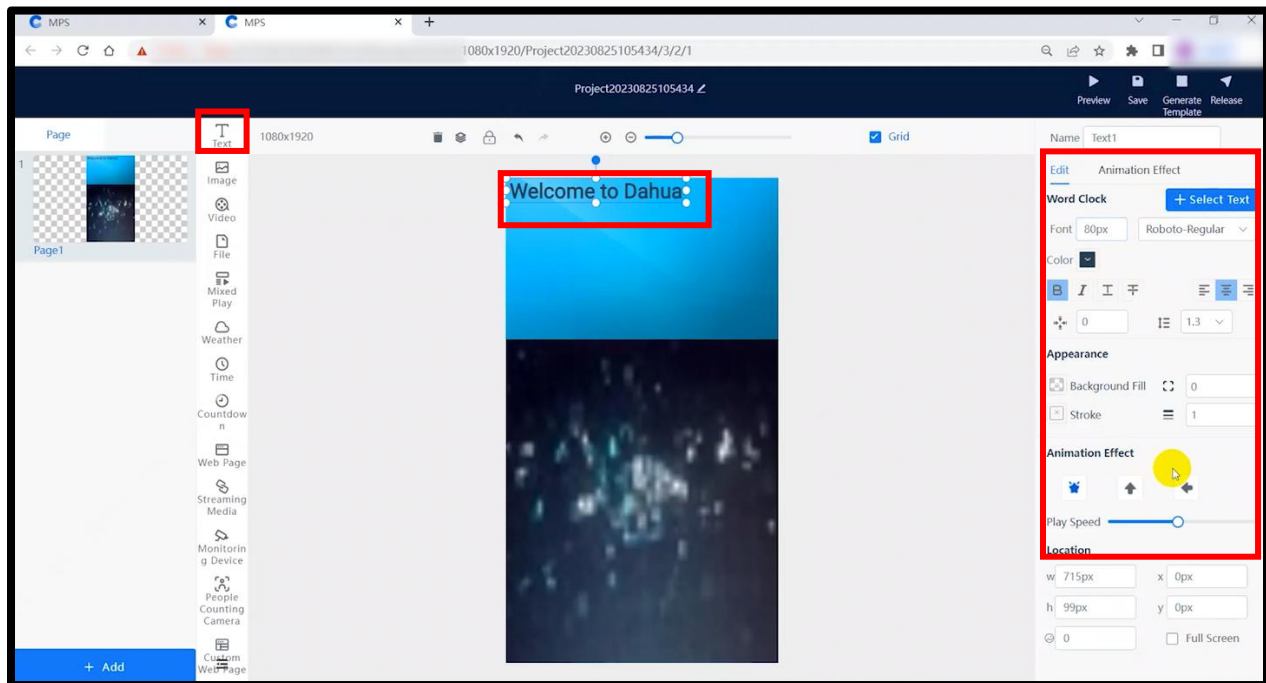 MPS
MPS
1080x1920/Project20230825105434/3/2/1
Project20230825105434
Preview
Save
Generate Template
Release
Page
1
Page1
+ Add
Text
Image
Video
File
Mixed
Play
Weather
Time
Countdow
n
Web Page
Streaming
Media
Monitorin
g Device
People
Counting
Camera
Custom
Web Page
1080x1920
Grid
Welcome to Dahua
Name Text1
Edit Animation Effect
Word Clock + Select Text
Font 80px Roboto-Regular
Color
B I T T
0 1.3
Appearance
Background Fill 0
Stroke 1
Animation Effect
Play Speed
Location
w 715px x 0px
h 99px y 0px
0 Full Screen